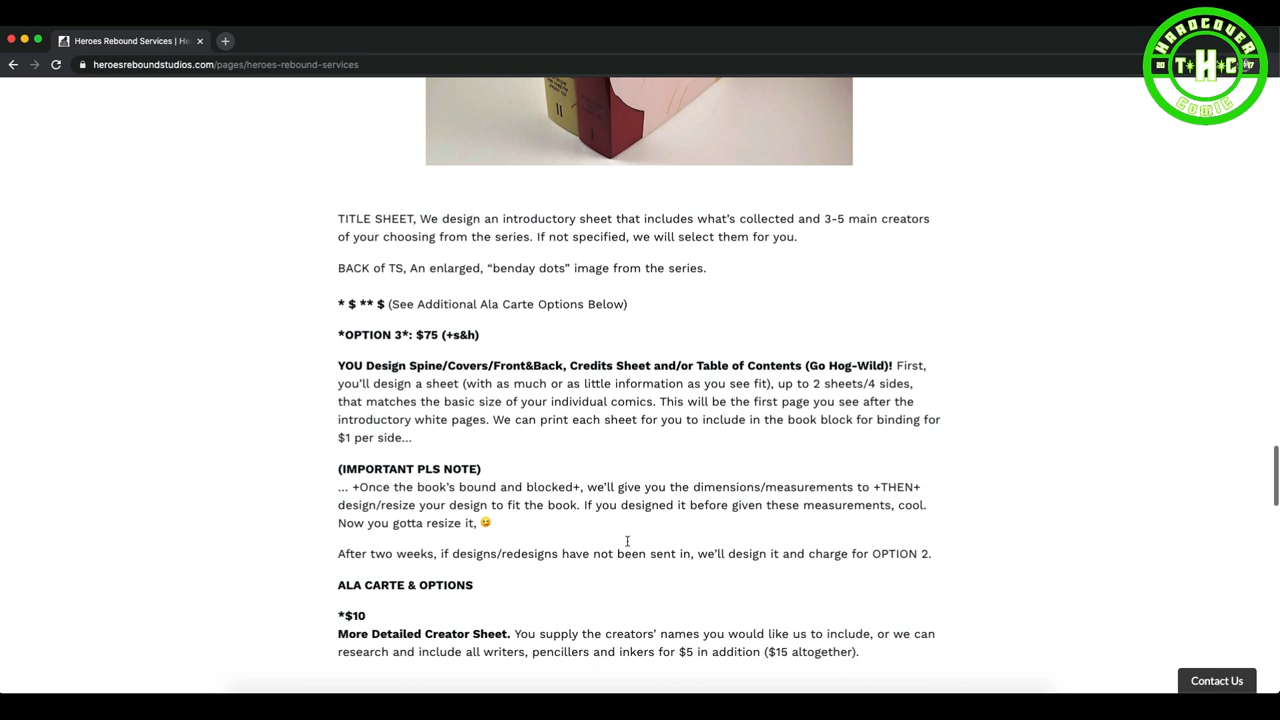 Heroes Rebound Services | He
heroesreboundstudios.com/pages/heroes-rebound-services
HARDCOVER
20 T*H*C 17
COMIC
II
I
TITLE SHEET, We design an introductory sheet that includes what’s collected and 3-5 main creators
of your choosing from the series. If not specified, we will select them for you.
BACK of TS, An enlarged, “benday dots” image from the series.
* $ ** $ (See Additional Ala Carte Options Below)
*OPTION 3*: $75 (+s&h)
YOU Design Spine/Covers/Front&Back, Credits Sheet and/or Table of Contents (Go Hog-Wild)! First,
you’ll design a sheet (with as much or as little information as you see fit), up to 2 sheets/4 sides,
that matches the basic size of your individual comics. This will be the first page you see after the
introductory white pages. We can print each sheet for you to include in the book block for binding for
$1 per side...
(IMPORTANT PLS NOTE)
... +Once the book’s bound and blocked+, we’ll give you the dimensions/measurements to +THEN+
design/resize your design to fit the book. If you designed it before given these measurements, cool.
Now you gotta resize it, 😉
After two weeks, if designs/redesigns have not been sent in, we’ll design it and charge for OPTION 2.
ALA CARTE & OPTIONS
*$10
More Detailed Creator Sheet. You supply the creators’ names you would like us to include, or we can
research and include all writers, pencillers and inkers for $5 in addition ($15 altogether).
Contact Us